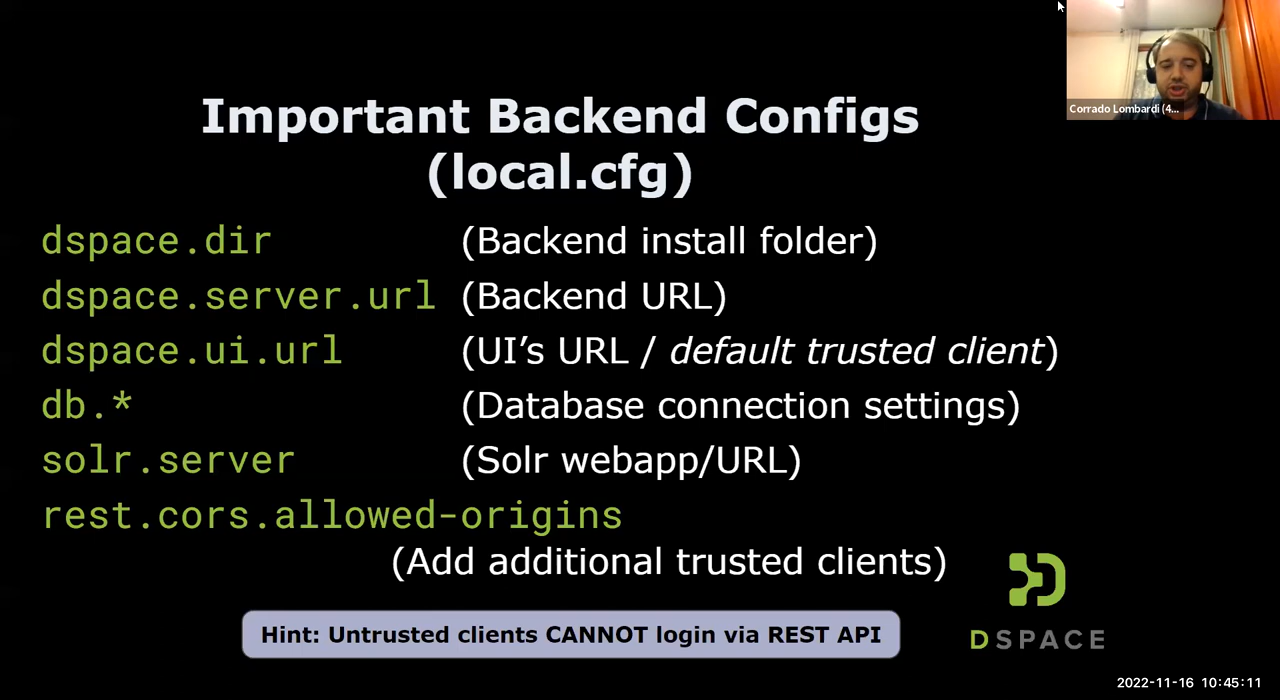 Corrado Lombardi (4...
Important Backend Configs
(local.cfg)
dspace.dir (Backend install folder)
dspace.server.url (Backend URL)
dspace.ui.url (UI’s URL / default trusted client)
db.* (Database connection settings)
solr.server (Solr webapp/URL)
rest.cors.allowed-origins
(Add additional trusted clients)
Hint: Untrusted clients CANNOT login via REST API
DSPACE
2022-11-16 10:45:11